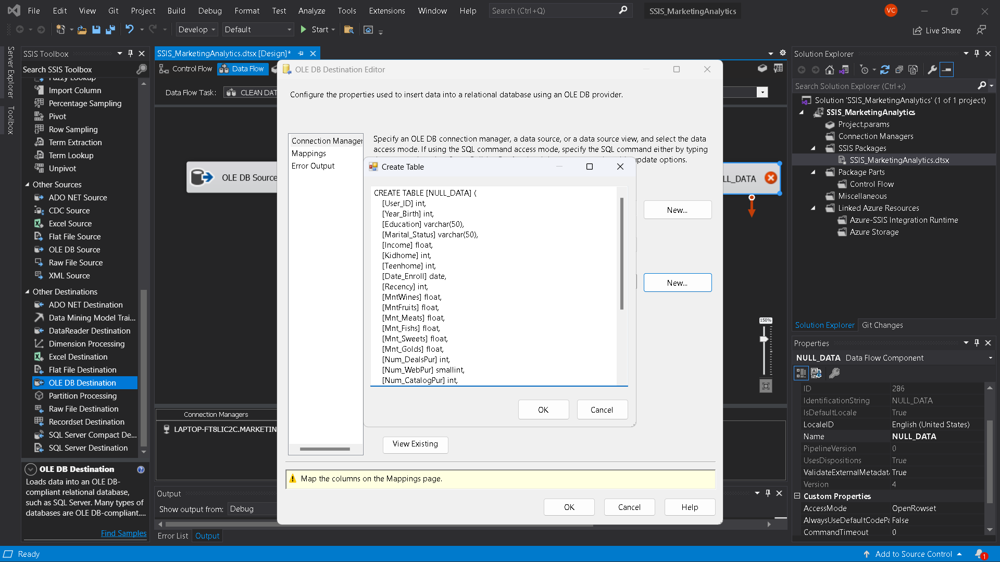 File Edit View Git Project Build Debug Format Test Analyze Tools Extensions Window Help Search (Ctrl+Q) SSIS_MarketingAnalytics VC
Develop Default Start Live Share
Server Explorer
Toolbox
SSIS Toolbox
Search SSIS Toolbox
Fuzzy Lookup
Import Column
Percentage Sampling
Pivot
Row Sampling
Term Extraction
Term Lookup
Unpivot
Other Sources
ADO NET Source
CDC Source
Excel Source
Flat File Source
OLE DB Source
Raw File Source
XML Source
Other Destinations
ADO NET Destination
Data Mining Model Trai...
DataReader Destination
Dimension Processing
Excel Destination
Flat File Destination
OLE DB Destination
Partition Processing
Raw File Destination
Recordset Destination
SQL Server Compact De...
SQL Server Destination
OLE DB Destination
Loads data into an OLE DB-
compliant relational database,
such as SQL Server. Many types of
databases are OLE DB-compliant....
Find Samples
SSIS_MarketingAnalytics.dtsx [Design]*
Control Flow Data Flow
Data Flow Task: CLEAN DAT
OLE DB Source
LL_DATA
150%
Connection Managers
LAPTOP-FT8LIC2C.MARKETIN
Output
Show output from: Debug
Error List Output
OLE DB Destination Editor
Configure the properties used to insert data into a relational database using an OLE DB provider.
Connection Manager
Mappings
Error Output
Specify an OLE DB connection manager, a data source, or a data source view, and select the data
access mode. If using the SQL command access mode, specify the SQL command either by typing
update options.
New...
New...
View Existing
Map the columns on the Mappings page.
OK Cancel Help
Create Table
CREATE TABLE [NULL_DATA] (
[User_ID] int,
[Year_Birth] int,
[Education] varchar(50),
[Marital_Status] varchar(50),
[Income] float,
[Kidhome] int,
[Teenhome] int,
[Date_Enroll] date,
[Recency] int,
[MntWines] float,
[MntFruits] float,
[Mnt_Meats] float,
[Mnt_Fishs] float,
[Mnt_Sweets] float,
[Mnt_Golds] float,
[Num_DealsPur] int,
[Num_WebPur] smallint,
[Num_CatalogPur] int,
OK Cancel
Solution Explorer
Search Solution Explorer (Ctrl+;)
Solution 'SSIS_MarketingAnalytics' (1 of 1 project)
SSIS_MarketingAnalytics
Project.params
Connection Managers
SSIS Packages
SSIS_MarketingAnalytics.dtsx
Package Parts
Control Flow
Miscellaneous
Linked Azure Resources
Azure-SSIS Integration Runtime
Azure Storage
Solution Explorer Git Changes
Properties
NULL_DATA Data Flow Component
ID 286
IdentificationString NULL_DATA
IsDefaultLocale True
LocaleID English (United States)
Name NULL_DATA
PipelineVersion 0
UsesDispositions True
ValidateExternalMetadat True
Version 4
Custom Properties
AccessMode OpenRowset
AlwaysUseDefaultCodePa False
CommandTimeout 0
Ready Add to Source Control 1